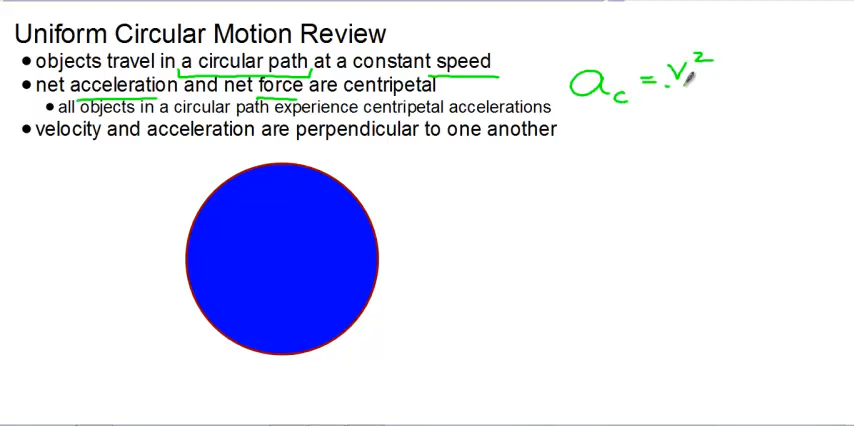 Uniform Circular Motion Review
• objects travel in a circular path at a constant speed
• net acceleration and net force are centripetal
• all objects in a circular path experience centripetal accelerations
• velocity and acceleration are perpendicular to one another
a_c = v²